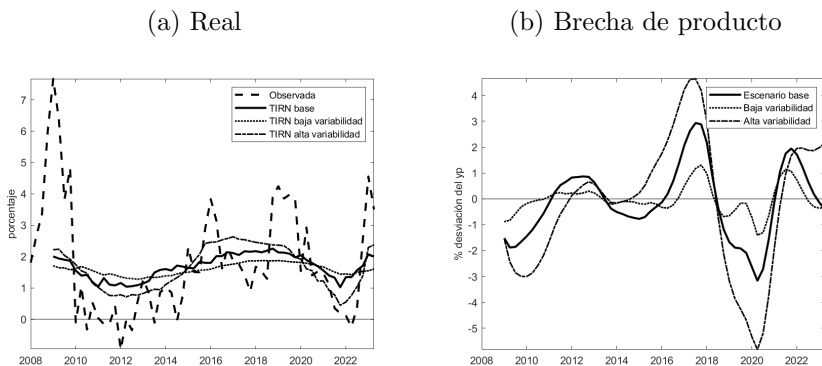 (a) Real
(b) Brecha de producto
porcentaje
7
6
5
4
3
2
1
0
2008 2010 2012 2014 2016 2018 2020 2022
Observada
TIRN base
TIRN baja variabilidad
TIRN alta variabilidad
% desviación del yp
4
3
2
1
0
-1
-2
-3
-4
-5
2008 2010 2012 2014 2016 2018 2020 2022
Escenario base
Baja variabilidad
Alta variabilidad